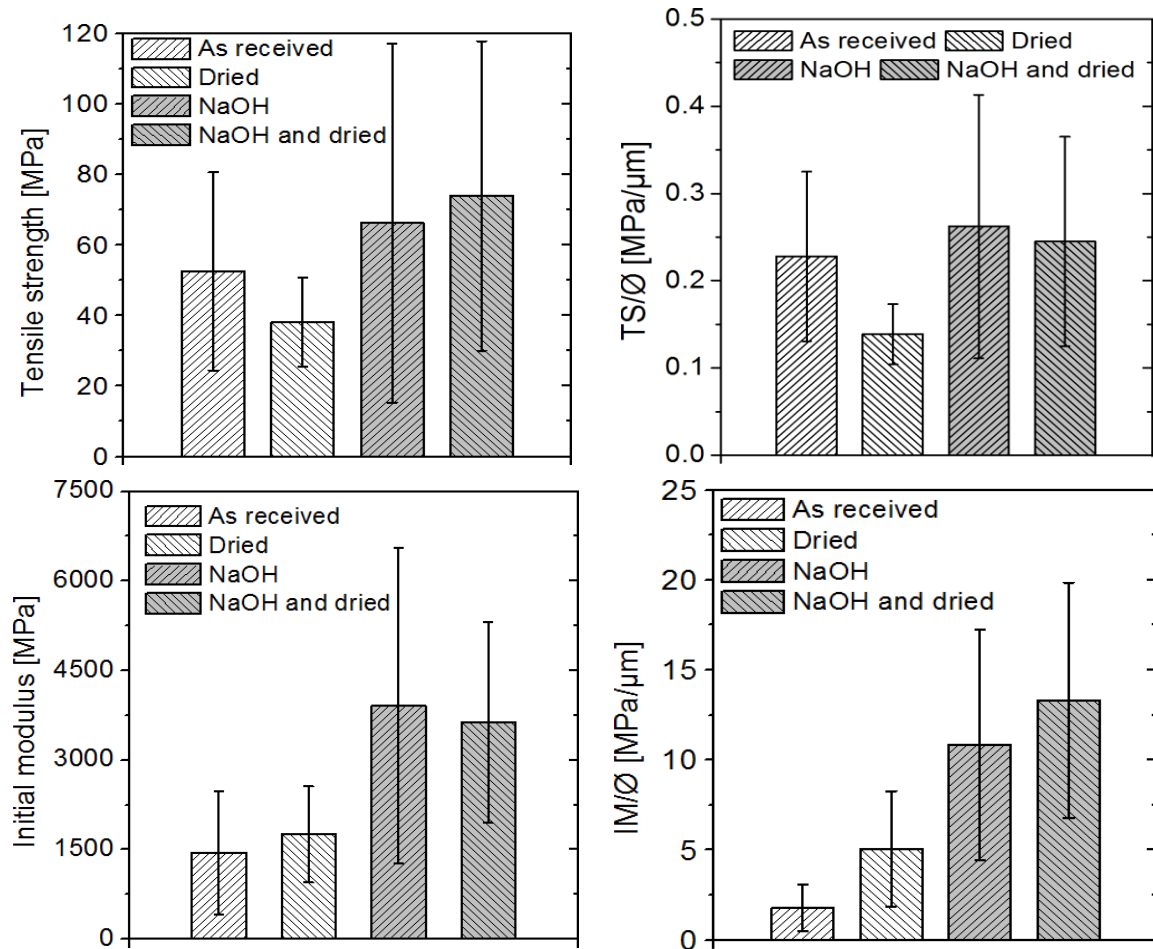 Tensile strength [MPa]
120
100
80
60
40
20
0
As received
Dried
NaOH
NaOH and dried
TS/Ø [MPa/µm]
0.5
0.4
0.3
0.2
0.1
0.0
As received Dried
NaOH NaOH and dried
Initial modulus [MPa]
7500
6000
4500
3000
1500
0
As received
Dried
NaOH
NaOH and dried
IM/Ø [MPa/µm]
25
20
15
10
5
0
As received
Dried
NaOH
NaOH and dried